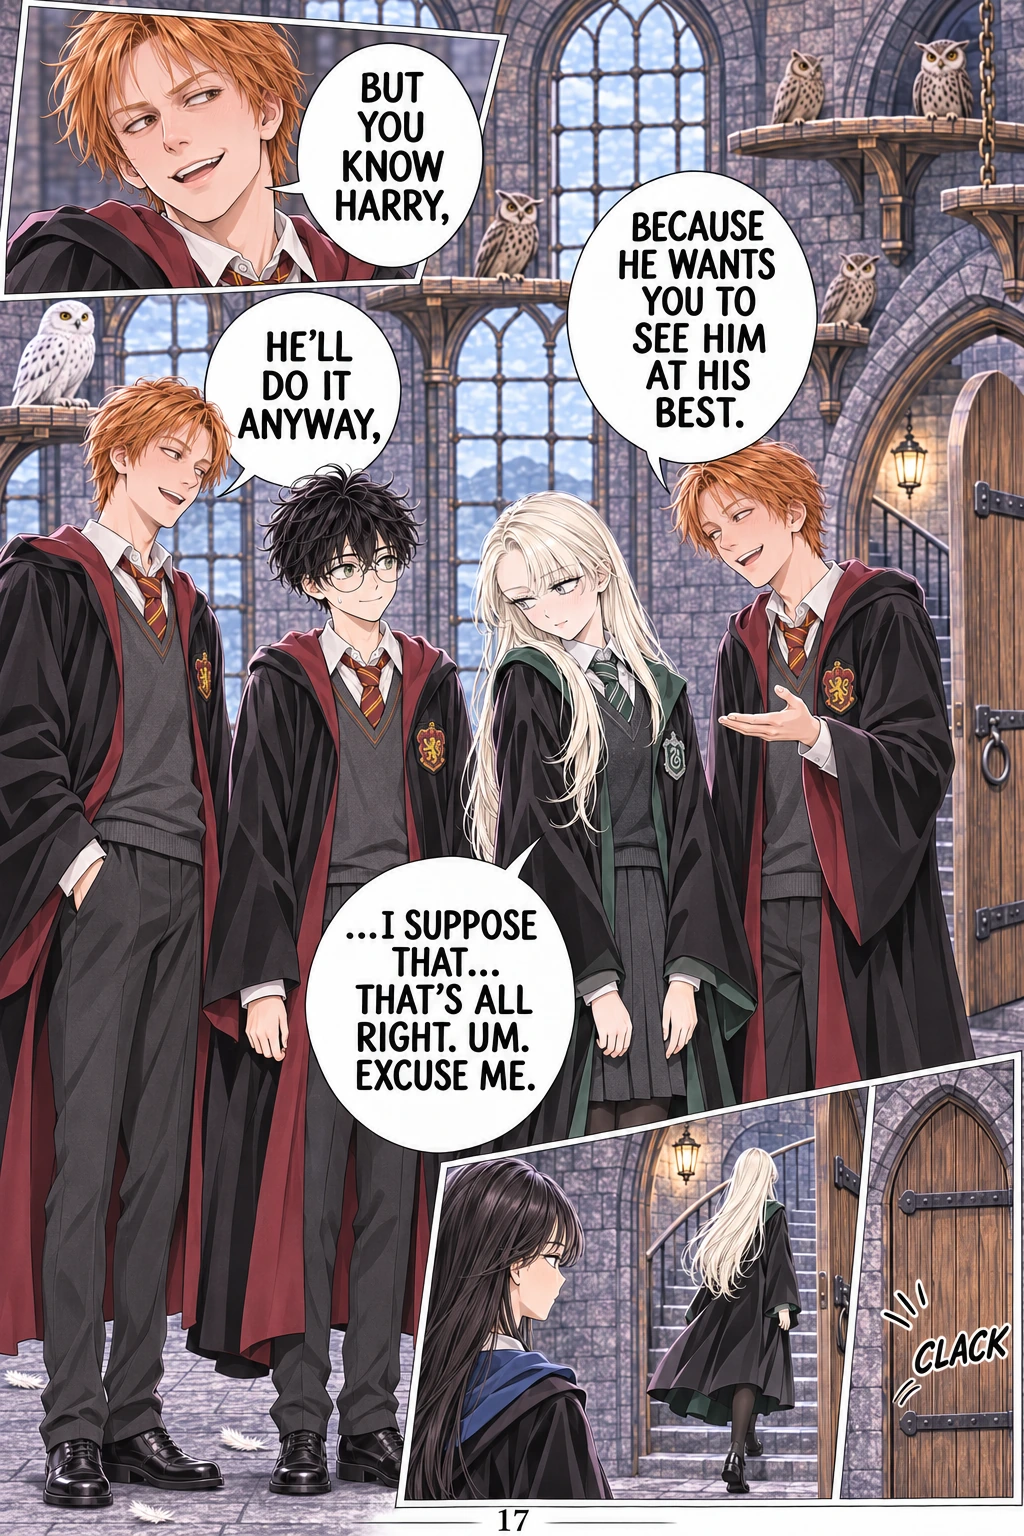 BUT
YOU
KNOW
HARRY,
HE'LL
DO IT
ANYWAY,
BECAUSE
HE WANTS
YOU TO
SEE HIM
AT HIS
BEST.
...I SUPPOSE
THAT...
THAT'S ALL
RIGHT. UM.
EXCUSE ME.
CLACK
17